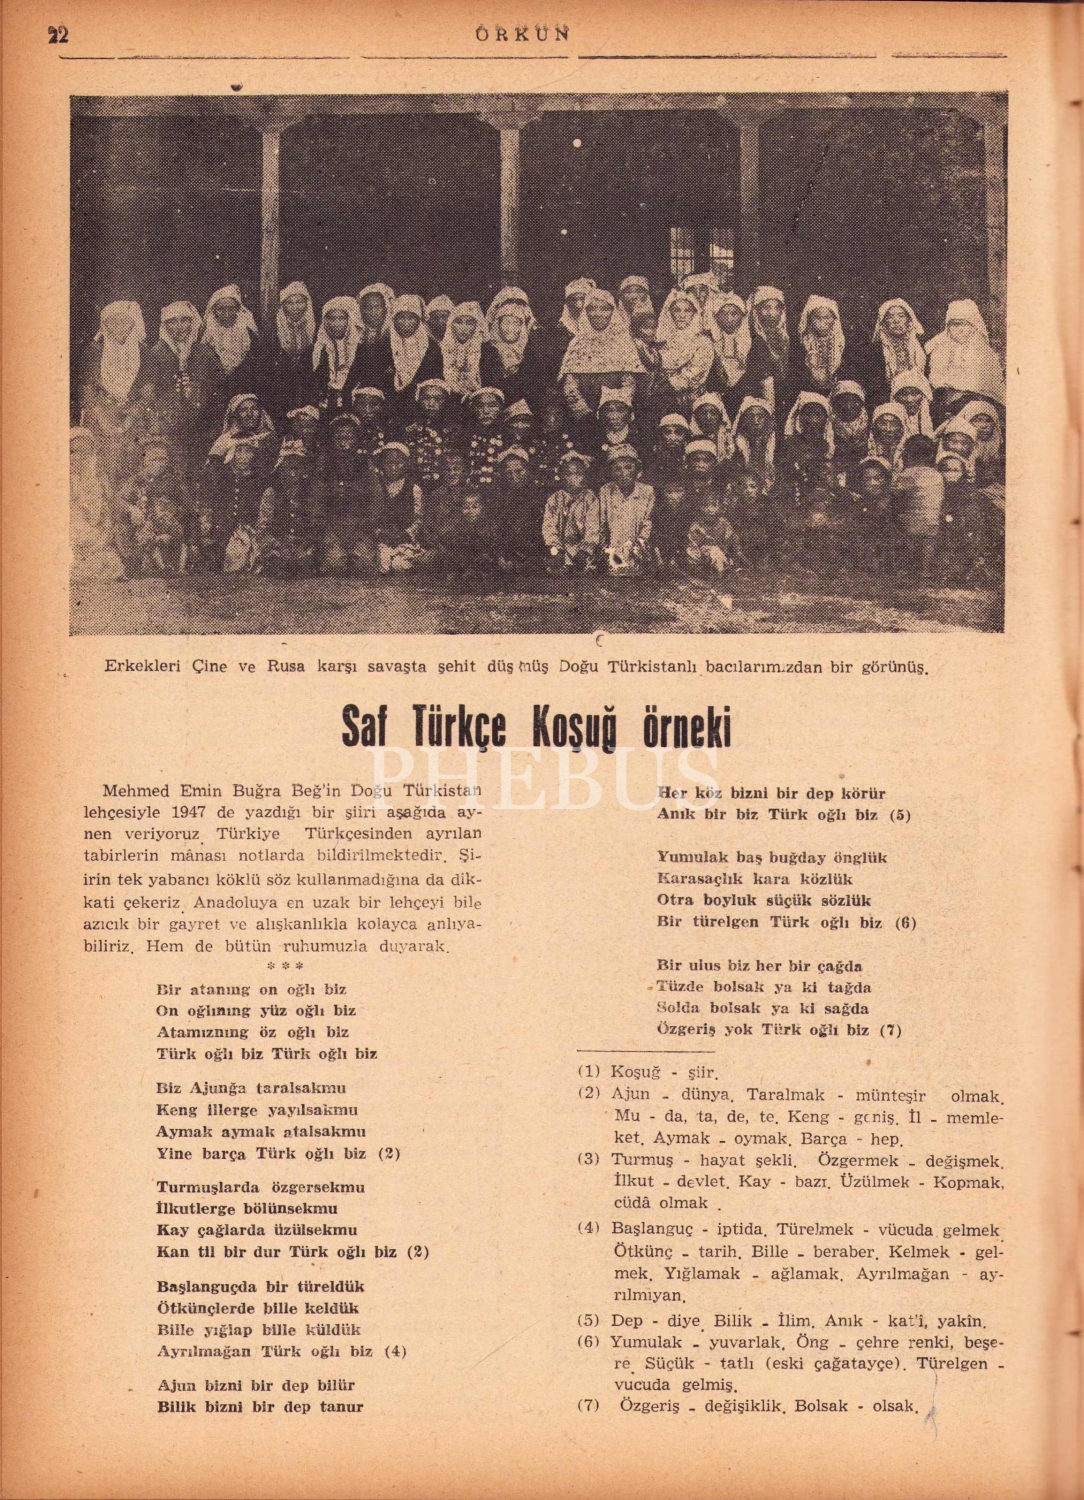 22
ORKUN
Erkekleri Çine ve Rusa karşı savaşta şehit düşmüş Doğu Türkistanlı bacılarımızdan bir görünüş.
Saf Türkçe Koşuğ örneki
PHEBUS
Mehmed Emin Buğra Beğ'in Doğu Türkistan
lehçesiyle 1947 de yazdığı bir şiiri aşağıda ay-
nen veriyoruz. Türkiye Türkçesinden ayrılan
tabirlerin mânası notlarda bildirilmektedir. Şi-
irin tek yabancı köklü söz kullanmadığına da dik-
kati çekeriz. Anadoluya en uzak bir lehçeyi bile
azıcık bir gayret ve alışkanlıkla kolayca anlıya-
biliriz. Hem de bütün ruhumuzla duyarak.
***
Bir ataning on oğlı biz
On oğlınıng yüz oğlı biz
Atamıznıng öz oğlı biz
Türk oğlı biz Türk oğlı biz
Biz Ajunğa taralsakmu
Keng illerge yayılsakmu
Aymak aymak atalsakmu
Yine barça Türk oğlı biz (2)
Turmuşlarda özgersekmu
İlkutlerge bölünsekmu
Kay çağlarda üzülsekmu
Kan til bir dur Türk oğlı biz (2)
Başlanguçda bir türeldük
Ötkünçlerde bille keldük
Bille yığlap bille küldük
Ayrılmağan Türk oğlı biz (4)
Ajun bizni bir dep bilür
Bilik bizni bir dep tanur
Her köz bizni bir dep körür
Anık bir biz Türk oğlı biz (5)
Yumulak baş buğday önglük
Karasaçlık kara közlük
Otra boyluk süçük sözlük
Bir türelgen Türk oğlı biz (6)
Bir ulus biz her bir çağda
Tüzde bolsak ya ki tağda
Solda bolsak ya ki sağda
Özgeriş yok Türk oğlı biz (7)
(1) Koşuğ - şiir.
(2) Ajun - dünya. Taralmak - münteşir olmak.
Mu - da, ta, de, te. Keng - geniş. İl - memle-
ket. Aymak - oymak. Barça - hep.
(3) Turmuş - hayat şekli. Özgermek - değişmek.
İlkut - devlet. Kay - bazı. Üzülmek - Kopmak,
cüdâ olmak .
(4) Başlanguç - iptida. Türelmek - vücuda gelmek
Ötkünç - tarih. Bille - beraber. Kelmek - gel-
mek. Yığlamak - ağlamak. Ayrılmağan - ay-
rılmıyan.
(5) Dep - diye. Bilik - İlim. Anık - kat'î, yakîn.
(6) Yumulak - yuvarlak. Öng - çehre renki, beşe-
re. Süçük - tatlı (eski çağatayçe). Türelgen -
vucuda gelmiş.
(7) Özgeriş - değişiklik. Bolsak - olsak.